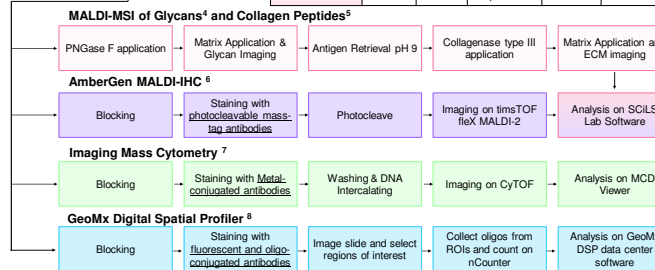 MALDI-MSI of Glycans⁴ and Collagen Peptides⁵
PNGase F application
Matrix Application &
Glycan Imaging
Antigen Retrieval pH 9
Collagenase type III
application
Matrix Application
ECM imaging
AmberGen MALDI-IHC ⁶
Blocking
Staining with
photocleavable mass-
tag antibodies
Photocleave
Imaging on timsTOF
fleX MALDI-2
Analysis on SCiLS
Lab Software
Imaging Mass Cytometry ⁷
Blocking
Staining with Metal-
conjugated antibodies
Washing & DNA
Intercalating
Imaging on CyTOF
Analysis on MCD
Viewer
GeoMx Digital Spatial Profiler ⁸
Blocking
Staining with
fluorescent and oligo-
conjugated antibodies
Image slide and select
regions of interest
Collect oligos from
ROIs and count on
nCounter
Analysis on
DSP data center
software